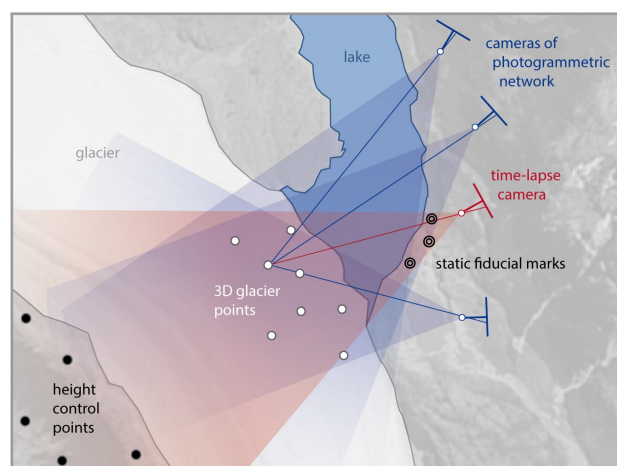 lake
cameras of
photogrammetric
network
glacier
time-lapse
camera
static fiducial marks
3D glacier
points
height
control
points